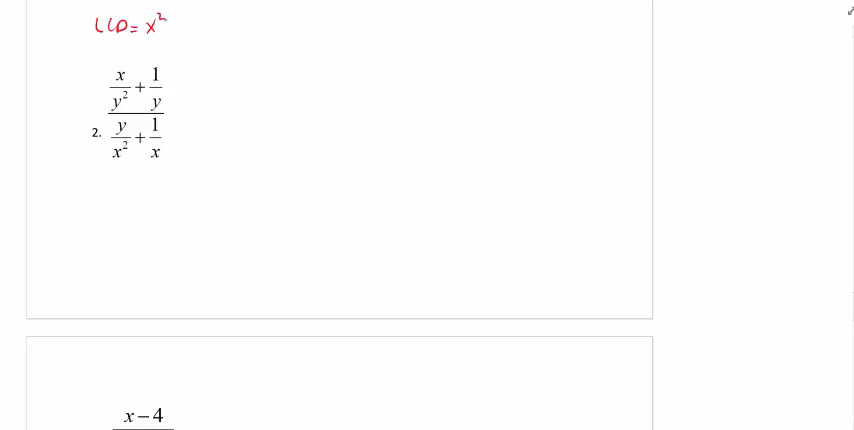 LCD = x²
x/y² + 1/y
2.
y/x² + 1/x
x − 4